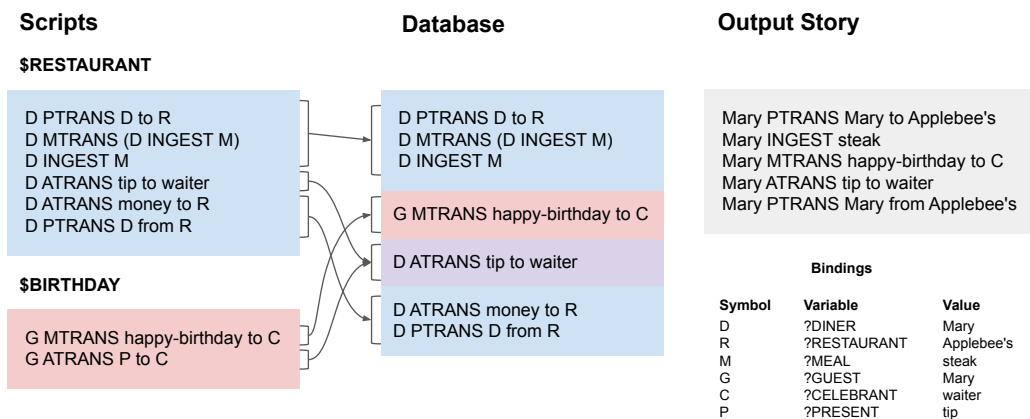 Scripts
$RESTAURANT
D PTRANS D to R
D MTRANS (D INGEST M)
D INGEST M
D ATRANS tip to waiter
D ATRANS money to R
D PTRANS D from R
$BIRTHDAY
G MTRANS happy-birthday to C
G ATRANS P to C
Database
D PTRANS D to R
D MTRANS (D INGEST M)
D INGEST M
G MTRANS happy-birthday to C
D ATRANS tip to waiter
D ATRANS money to R
D PTRANS D from R
Output Story
Mary PTRANS Mary to Applebee's
Mary INGEST steak
Mary MTRANS happy-birthday to C
Mary ATRANS tip to waiter
Mary PTRANS Mary from Applebee's
Bindings
Symbol Variable Value
D ?DINER Mary
R ?RESTAURANT Applebee's
M ?MEAL steak
G ?GUEST Mary
C ?CELEBRANT waiter
P ?PRESENT tip